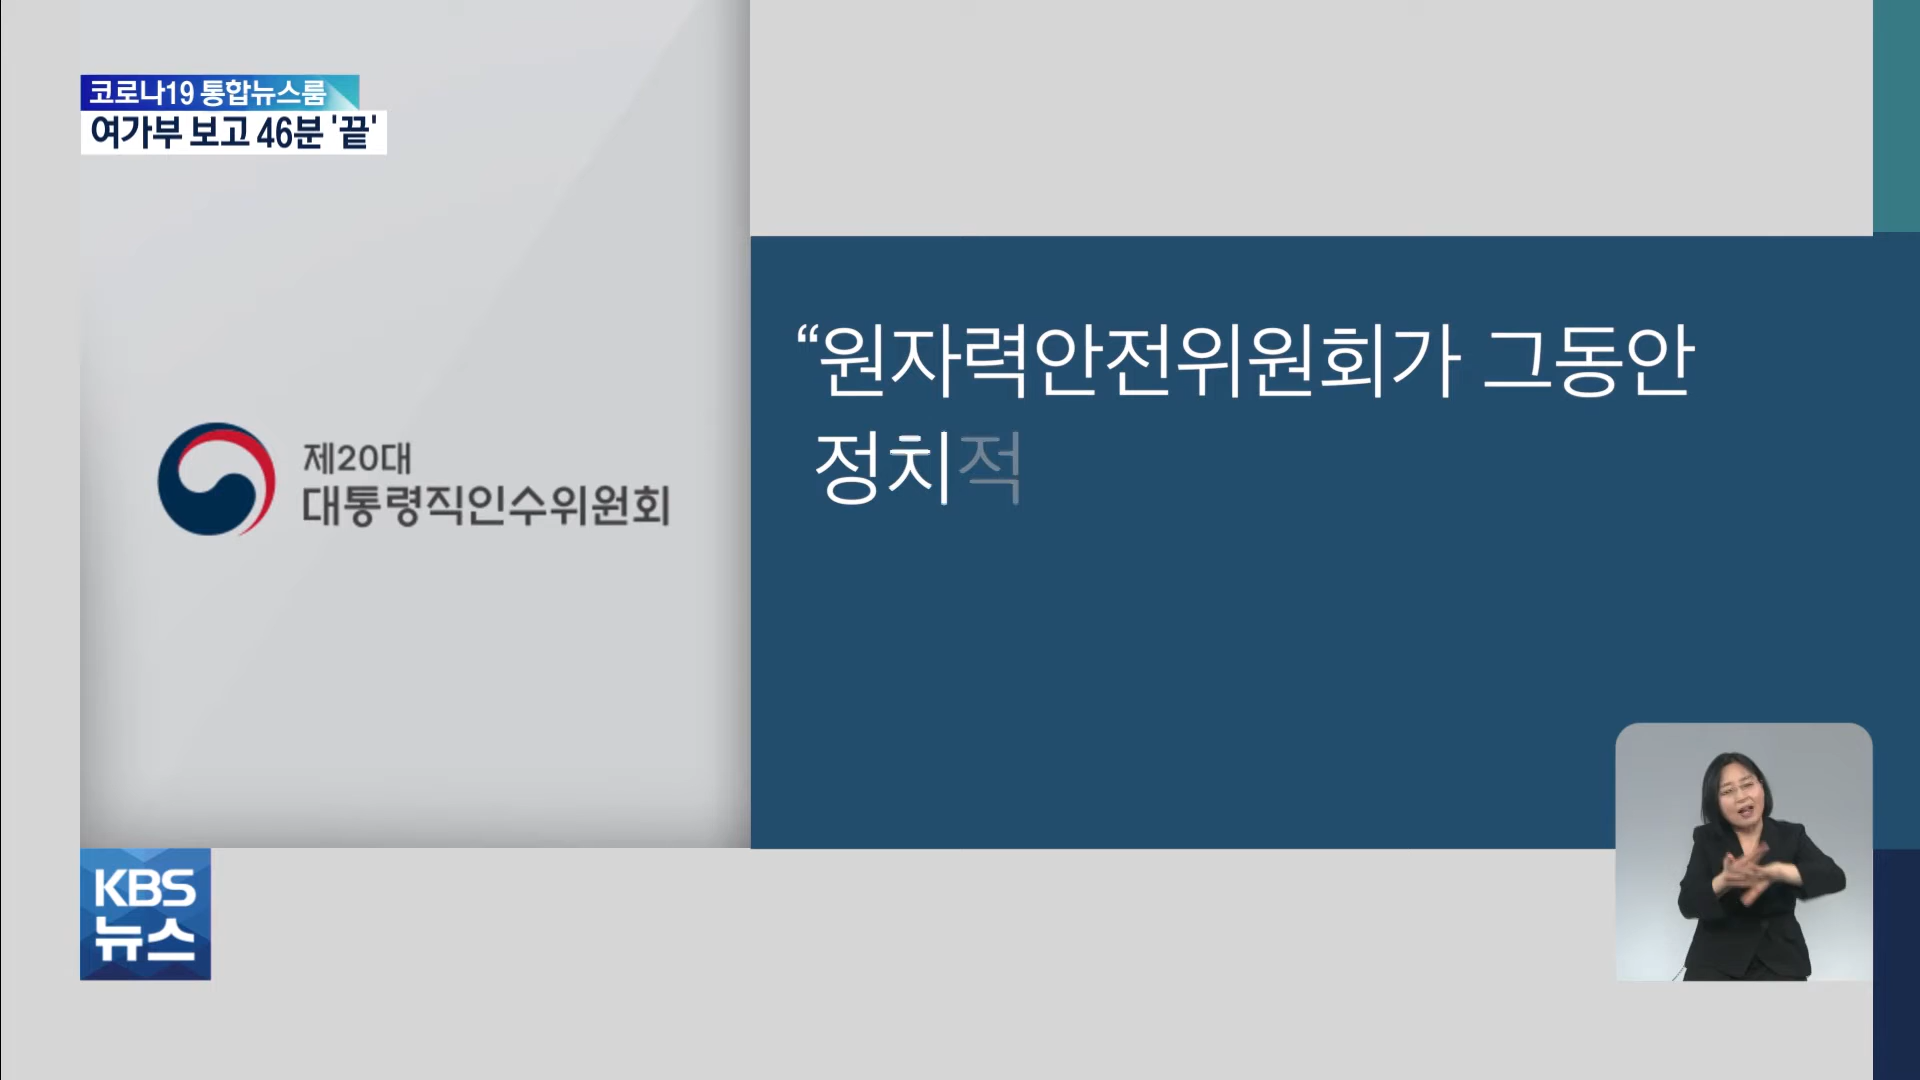 코로나19 통합뉴스룸
여가부 보고 46분 '끝'
“원자력안전위원회가 그동안
정치적
제20대
대통령직인수위원회
KBS
뉴스